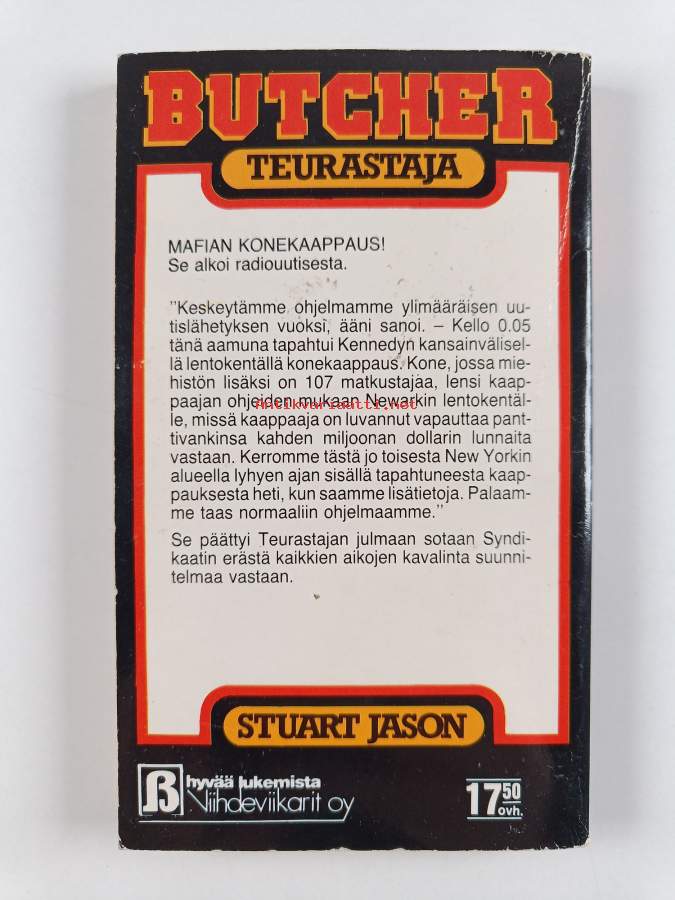 BUTCHER
TEURASTAJA
MAFIAN KONEKAAPPAUS!
Se alkoi radiouutisesta.
"Keskeytämme ohjelmamme ylimääräisen uu-
tislähetyksen vuoksi, ääni sanoi. – Kello 0.05
tänä aamuna tapahtui Kennedyn kansainvälisel-
lä lentokentällä konekaappaus. Kone, jossa mie-
histön lisäksi on 107 matkustajaa, lensi kaap-
paajan ohjeiden mukaan Newarkin lentokentäl-
Antikvariaatti.net
le, missä kaappaaja on luvannut vapauttaa pant-
tivankinsa kahden miljoonan dollarin lunnaita
vastaan. Kerromme tästä jo toisesta New Yorkin
alueella lyhyen ajan sisällä tapahtuneesta kaap-
pauksesta heti, kun saamme lisätietoja. Palaam-
me taas normaaliin ohjelmaamme."
Se päättyi Teurastajan julmaan sotaan Syndi-
kaatin erästä kaikkien aikojen kavalinta suunni-
telmaa vastaan.
STUART JASON
hyvää lukemista
Viihdeviikarit oy
17 50
ovh.